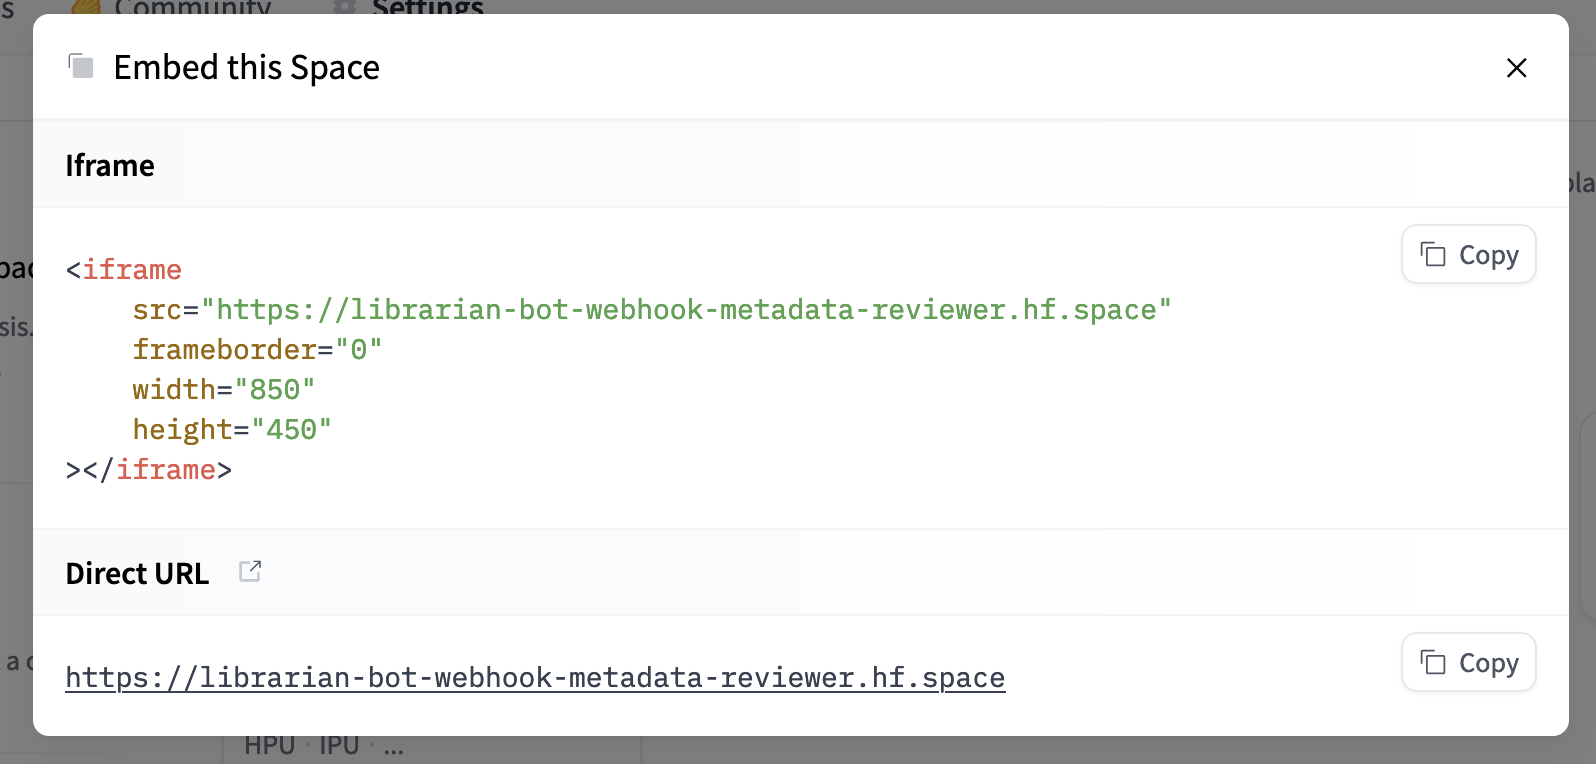 Community
Settings
Embed this Space
Iframe
Copy
<iframe
    src="https://librarian-bot-webhook-metadata-reviewer.hf.space"
    frameborder="0"
    width="850"
    height="450"
></iframe>
Direct URL
Copy
https://librarian-bot-webhook-metadata-reviewer.hf.space
HPU · IPU · ...